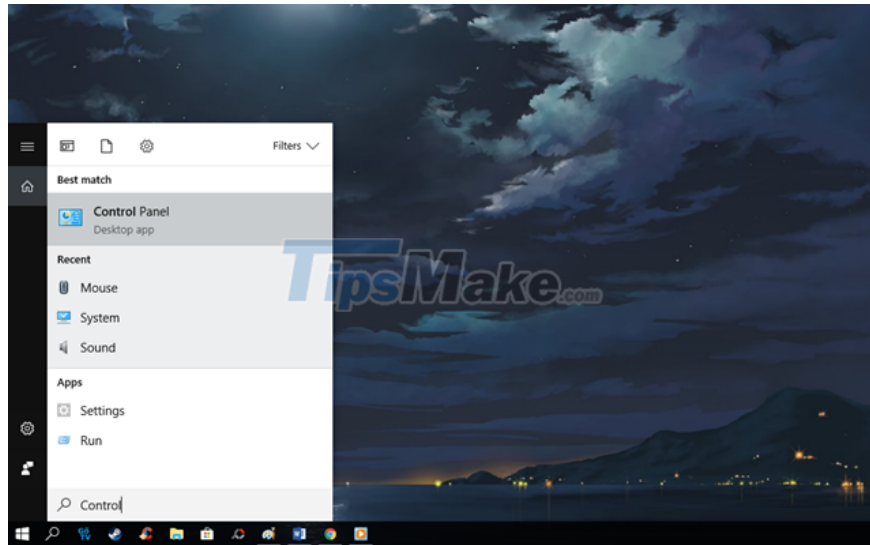 Filters
Best match
Control Panel
Desktop app
Recent
Mouse
System
Sound
Apps
Settings
Run
Control
TipsMake.com